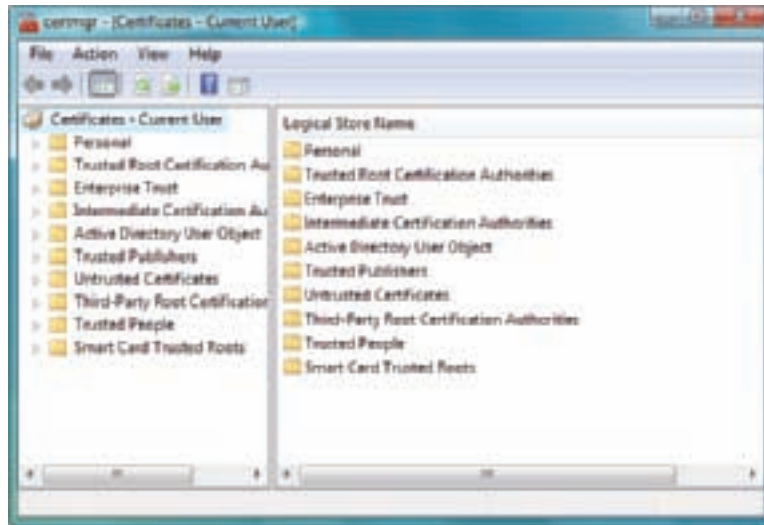 certmgr - [Certificates - Current User]
File Action View Help
Certificates - Current User
Personal
Trusted Root Certification Au
Enterprise Trust
Intermediate Certification Au
Active Directory User Object
Trusted Publishers
Untrusted Certificates
Third-Party Root Certification
Trusted People
Smart Card Trusted Roots
Logical Store Name
Personal
Trusted Root Certification Authorities
Enterprise Trust
Intermediate Certification Authorities
Active Directory User Object
Trusted Publishers
Untrusted Certificates
Third-Party Root Certification Authorities
Trusted People
Smart Card Trusted Roots